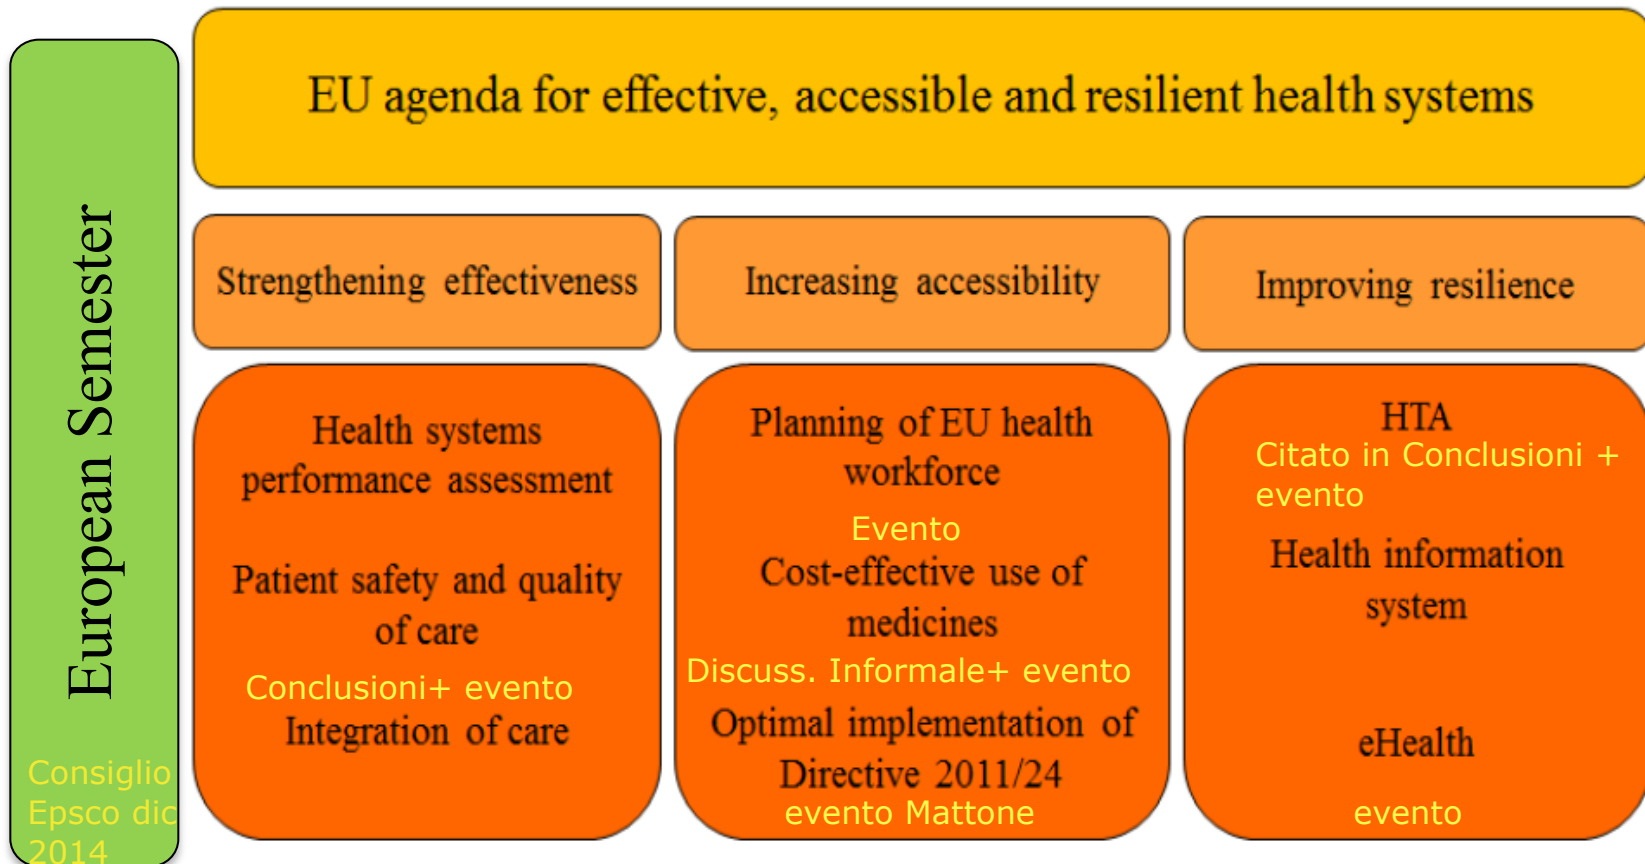 European Semester
Consiglio
Epsco dic
2014
EU agenda for effective, accessible and resilient health systems
Strengthening effectiveness
Health systems
performance assessment
Patient safety and quality
of care
Conclusioni+ evento
Integration of care
Increasing accessibility
Planning of EU health
workforce
Evento
Cost-effective use of
medicines
Discuss. Informale+ evento
Optimal implementation of
Directive 2011/24
evento Mattone
Improving resilience
HTA
Citato in Conclusioni +
evento
Health information
system
eHealth
evento